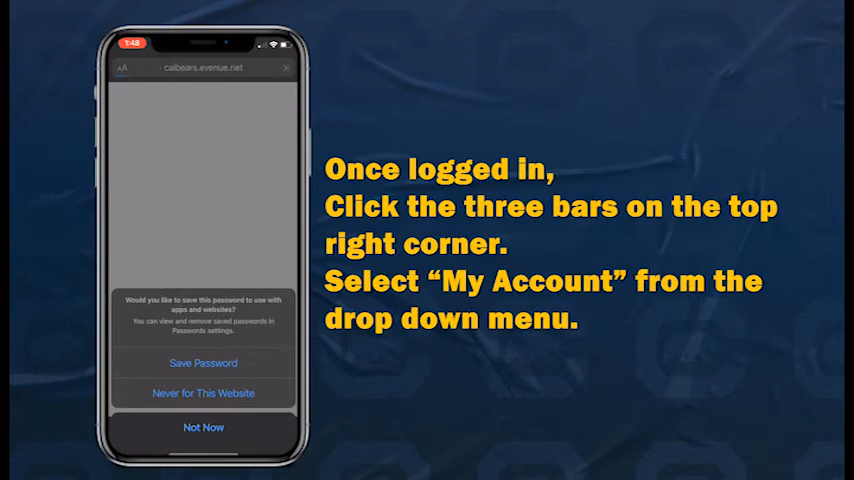 1:48
AA
calbears.evenue.net
Once logged in,
Click the three bars on the top
right corner.
Select “My Account” from the
drop down menu.
Would you like to save this password to use with
apps and websites?
You can view and remove saved passwords in
Passwords settings.
Save Password
Never for This Website
Not Now